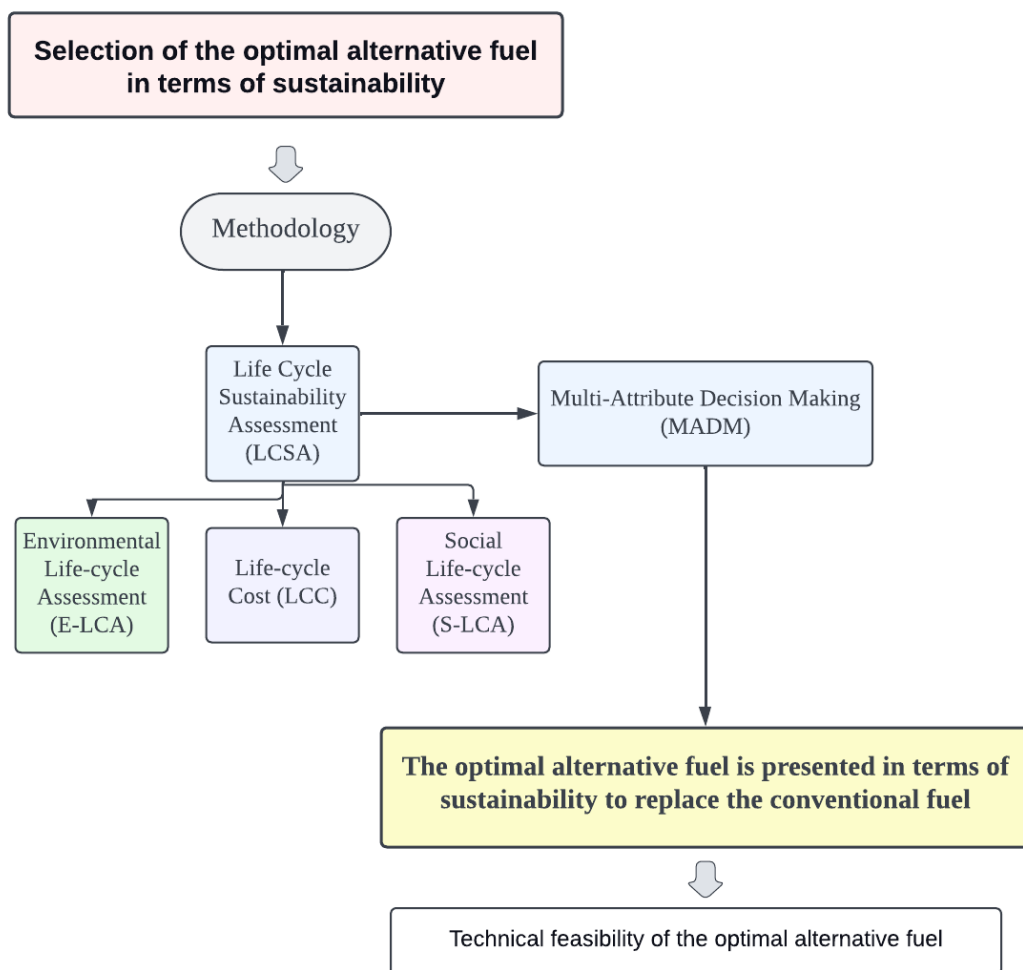 Selection of the optimal alternative fuel
in terms of sustainability
Methodology
Life Cycle
Sustainability
Assessment
(LCSA)
Multi-Attribute Decision Making
(MADM)
Environmental
Life-cycle
Assessment
(E-LCA)
Life-cycle
Cost (LCC)
Social
Life-cycle
Assessment
(S-LCA)
The optimal alternative fuel is presented in terms of
sustainability to replace the conventional fuel
Technical feasibility of the optimal alternative fuel